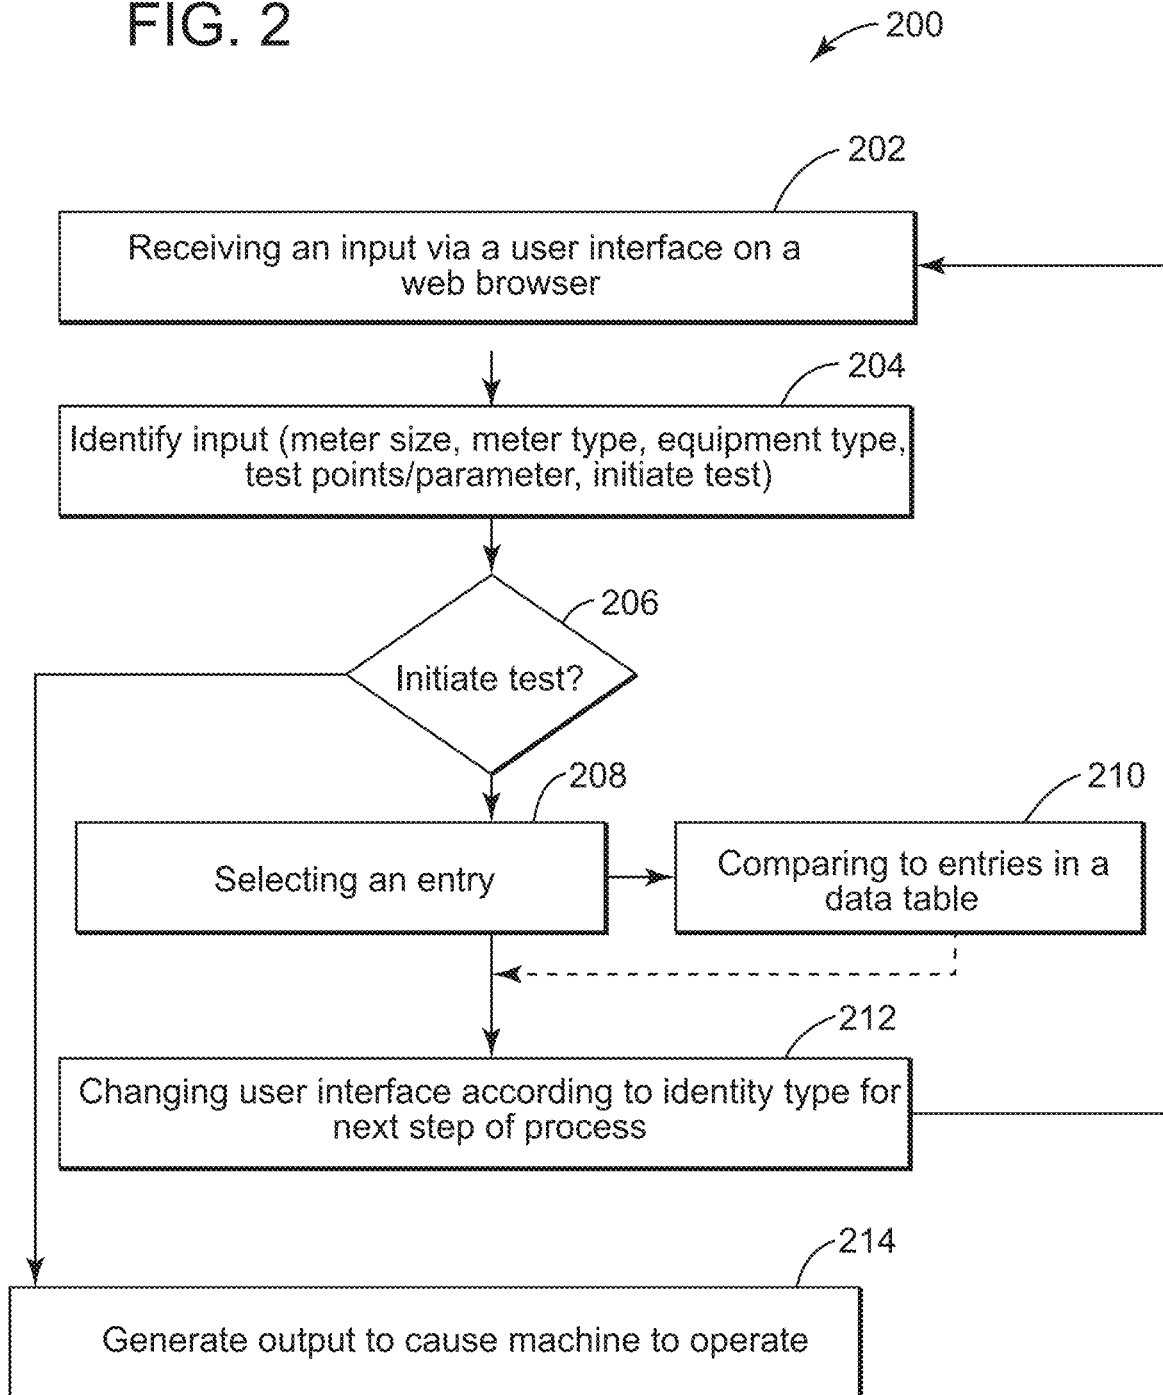 FIG. 2
200
202
Receiving an input via a user interface on a
web browser
204
Identify input (meter size, meter type, equipment type,
test points/parameter, initiate test)
206
Initiate test?
208
210
Selecting an entry
Comparing to entries in a
data table
212
Changing user interface according to identity type for
next step of process
214
Generate output to cause machine to operate